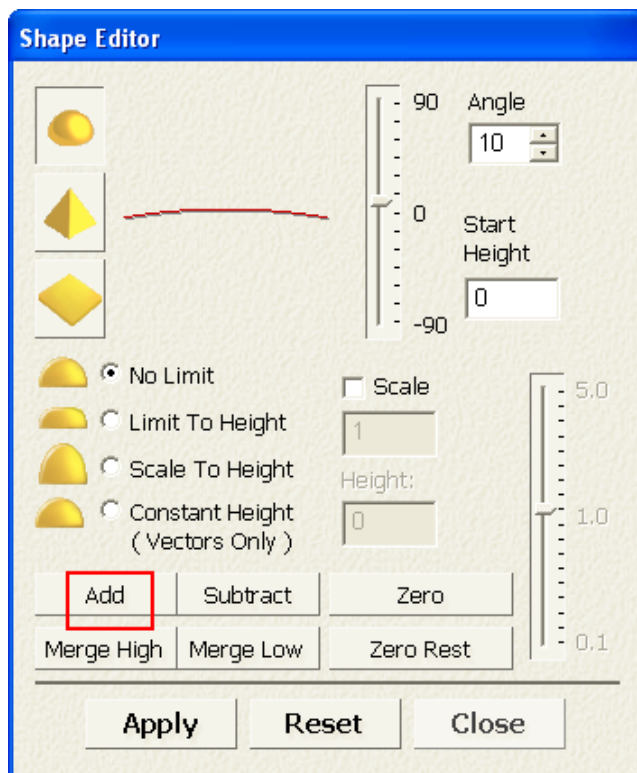 Shape Editor
90
Angle
10
0
Start
Height
0
-90
No Limit
Limit To Height
Scale To Height
Constant Height
( Vectors Only )
Scale
1
Height:
0
5.0
1.0
0.1
Add
Subtract
Zero
Merge High
Merge Low
Zero Rest
Apply
Reset
Close